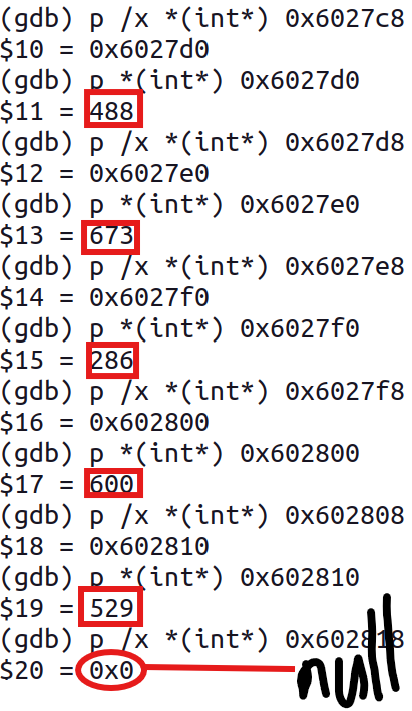 (gdb) p /x *(int*) 0x6027c8
$10 = 0x6027d0
(gdb) p *(int*) 0x6027d0
$11 = 488
(gdb) p /x *(int*) 0x6027d8
$12 = 0x6027e0
(gdb) p *(int*) 0x6027e0
$13 = 673
(gdb) p /x *(int*) 0x6027e8
$14 = 0x6027f0
(gdb) p *(int*) 0x6027f0
$15 = 286
(gdb) p /x *(int*) 0x6027f8
$16 = 0x602800
(gdb) p *(int*) 0x602800
$17 = 600
(gdb) p /x *(int*) 0x602808
$18 = 0x602810
(gdb) p *(int*) 0x602810
$19 = 529
(gdb) p /x *(int*) 0x602818
$20 = 0x0 null